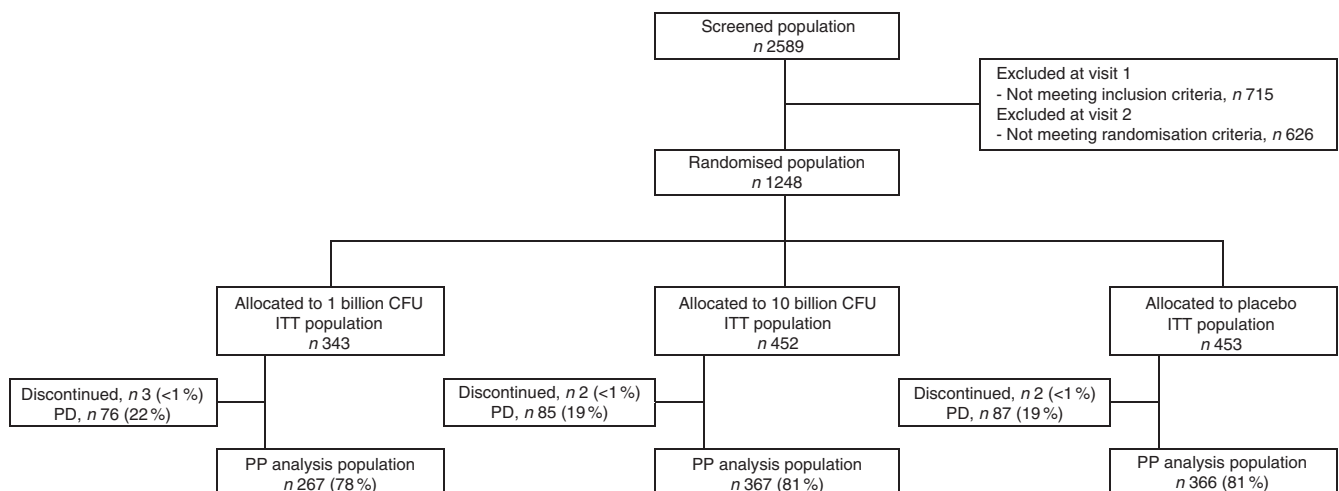 Screened population
n 2589
Excluded at visit 1
- Not meeting inclusion criteria, n 715
Excluded at visit 2
- Not meeting randomisation criteria, n 626
Randomised population
n 1248
Allocated to 1 billion CFU
ITT population
n 343
Allocated to 10 billion CFU
ITT population
n 452
Allocated to placebo
ITT population
n 453
Discontinued, n 3 (<1 %)
PD, n 76 (22 %)
Discontinued, n 2 (<1 %)
PD, n 85 (19 %)
Discontinued, n 2 (<1 %)
PD, n 87 (19 %)
PP analysis population
n 267 (78 %)
PP analysis population
n 367 (81 %)
PP analysis population
n 366 (81 %)